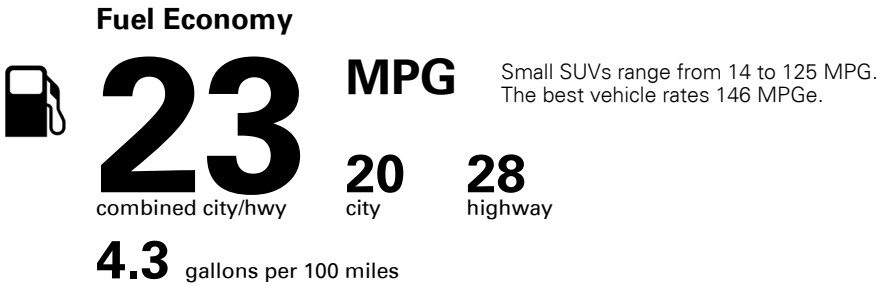 Fuel Economy
23 MPG
Small SUVs range from 14 to 125 MPG.
The best vehicle rates 146 MPGe.
20 28
combined city/hwy city highway
4.3 gallons per 100 miles